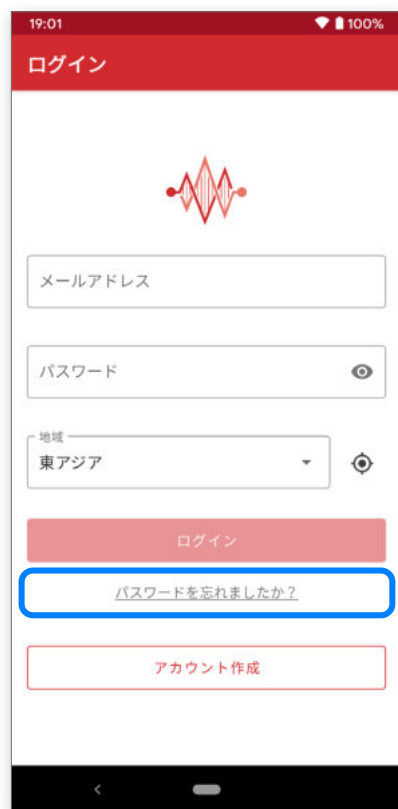 19:01 100%
ログイン
メールアドレス
パスワード
地域
東アジア
ログイン
パスワードを忘れましたか？
アカウント作成